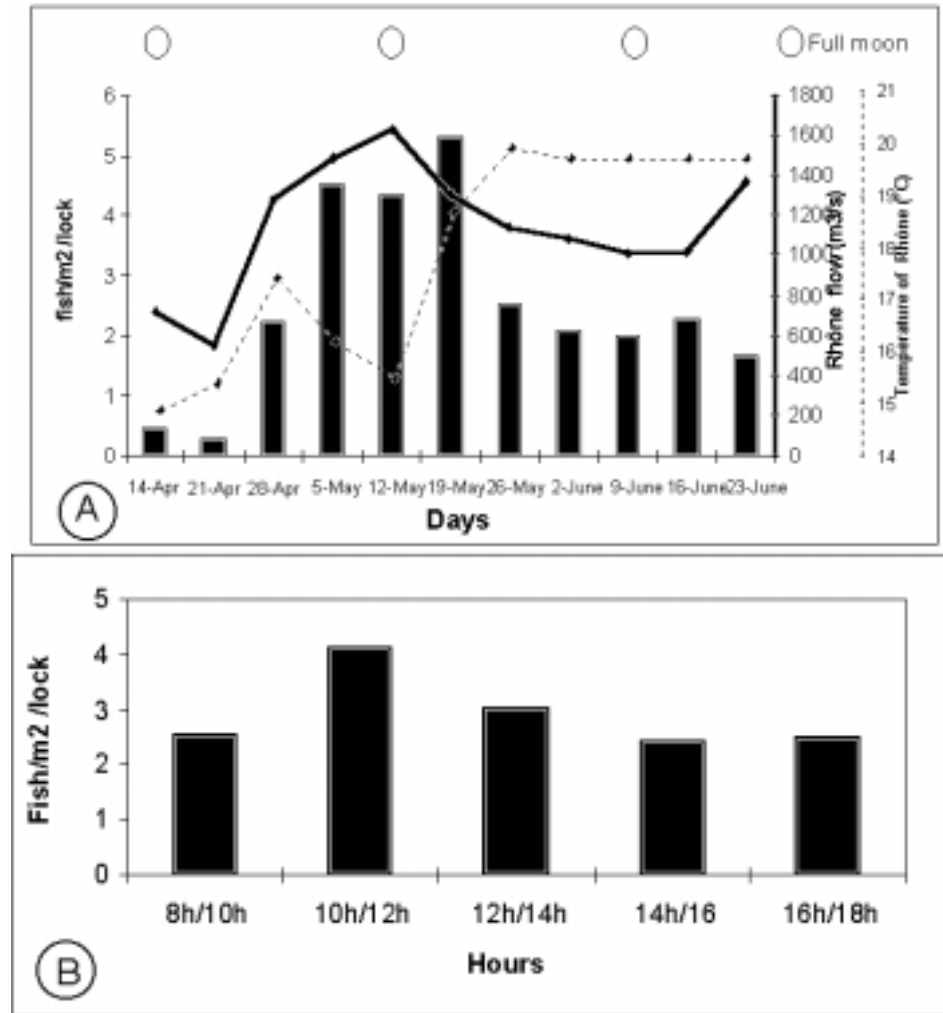 Full moon
6
5
4
3
2
1
0
fish/m2 /lock
1800
1600
1400
1200
1000
800
600
400
200
0
Rhône flow (m3/s)
21
20
19
18
17
16
15
14
Temperature of Rhône (°C)
14-Apr 21-Apr 28-Apr 5-May 12-May 19-May 26-May 2-June 9-June 16-June 23-June
Days
A
5
4
3
2
1
0
Fish/m2 /lock
8h/10h 10h/12h 12h/14h 14h/16 16h/18h
Hours
B